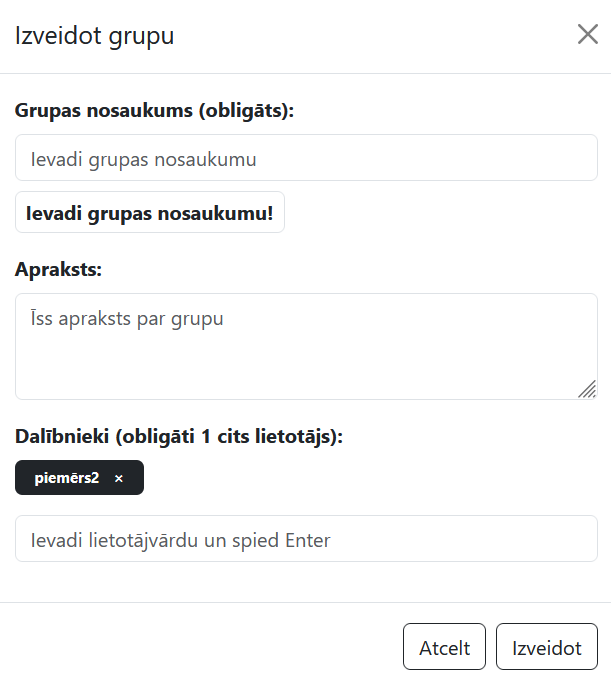 Izveidot grupu
Grupas nosaukums (obligāts):
Ievadi grupas nosaukumu
Ievadi grupas nosaukumu!
Apraksts:
Īss apraksts par grupu
Dalībnieki (obligāti 1 cits lietotājs):
piemērs2 ×
Ievadi lietotājvārdu un spied Enter
Atcelt Izveidot